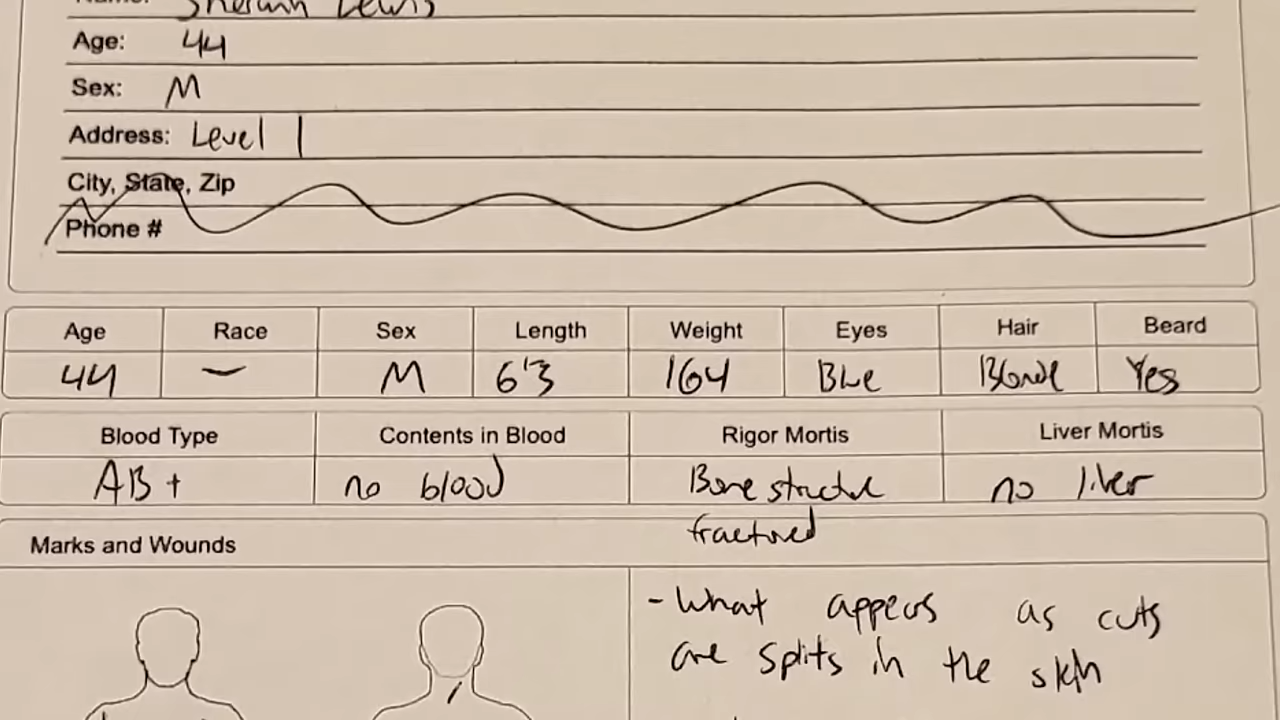 Name: Lewis
Age: 44
Sex: M
Address: Level 1
City, State, Zip
Phone #
Age Race Sex Length Weight Eyes Hair Beard
44 — M 6'3 164 Blue Blonde Yes
Blood Type Contents in Blood Rigor Mortis Liver Mortis
AB+ no blood Bone structure no liver
fractured
Marks and Wounds
- What appears as cuts
are splits in the skin